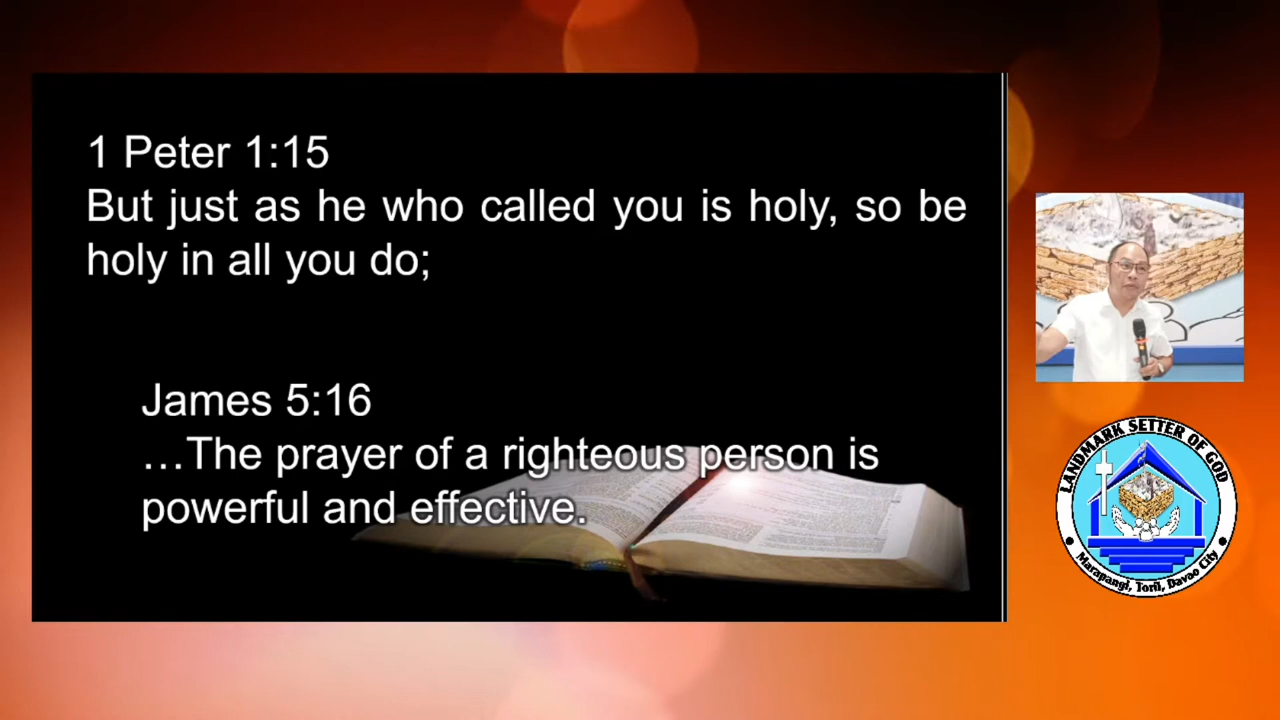 1 Peter 1:15
But just as he who called you is holy, so be
holy in all you do;
James 5:16
…The prayer of a righteous person is
powerful and effective.
LANDMARK SETTER OF GOD
Marapangi, Toril, Davao City